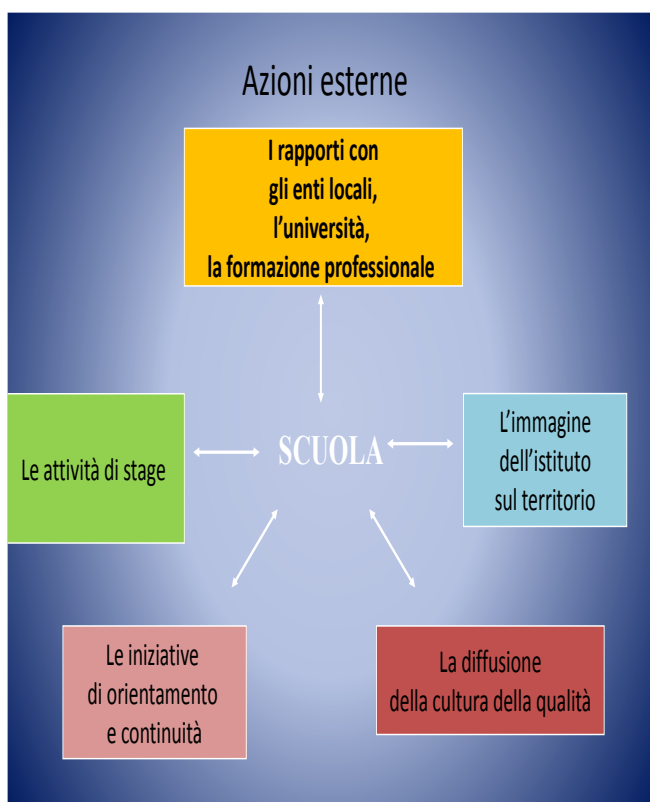 Azioni esterne
I rapporti con
gli enti locali,
l’università,
la formazione professionale
Le attività di stage
SCUOLA
L’immagine
dell’istituto
sul territorio
Le iniziative
di orientamento
e continuità
La diffusione
della cultura della qualità